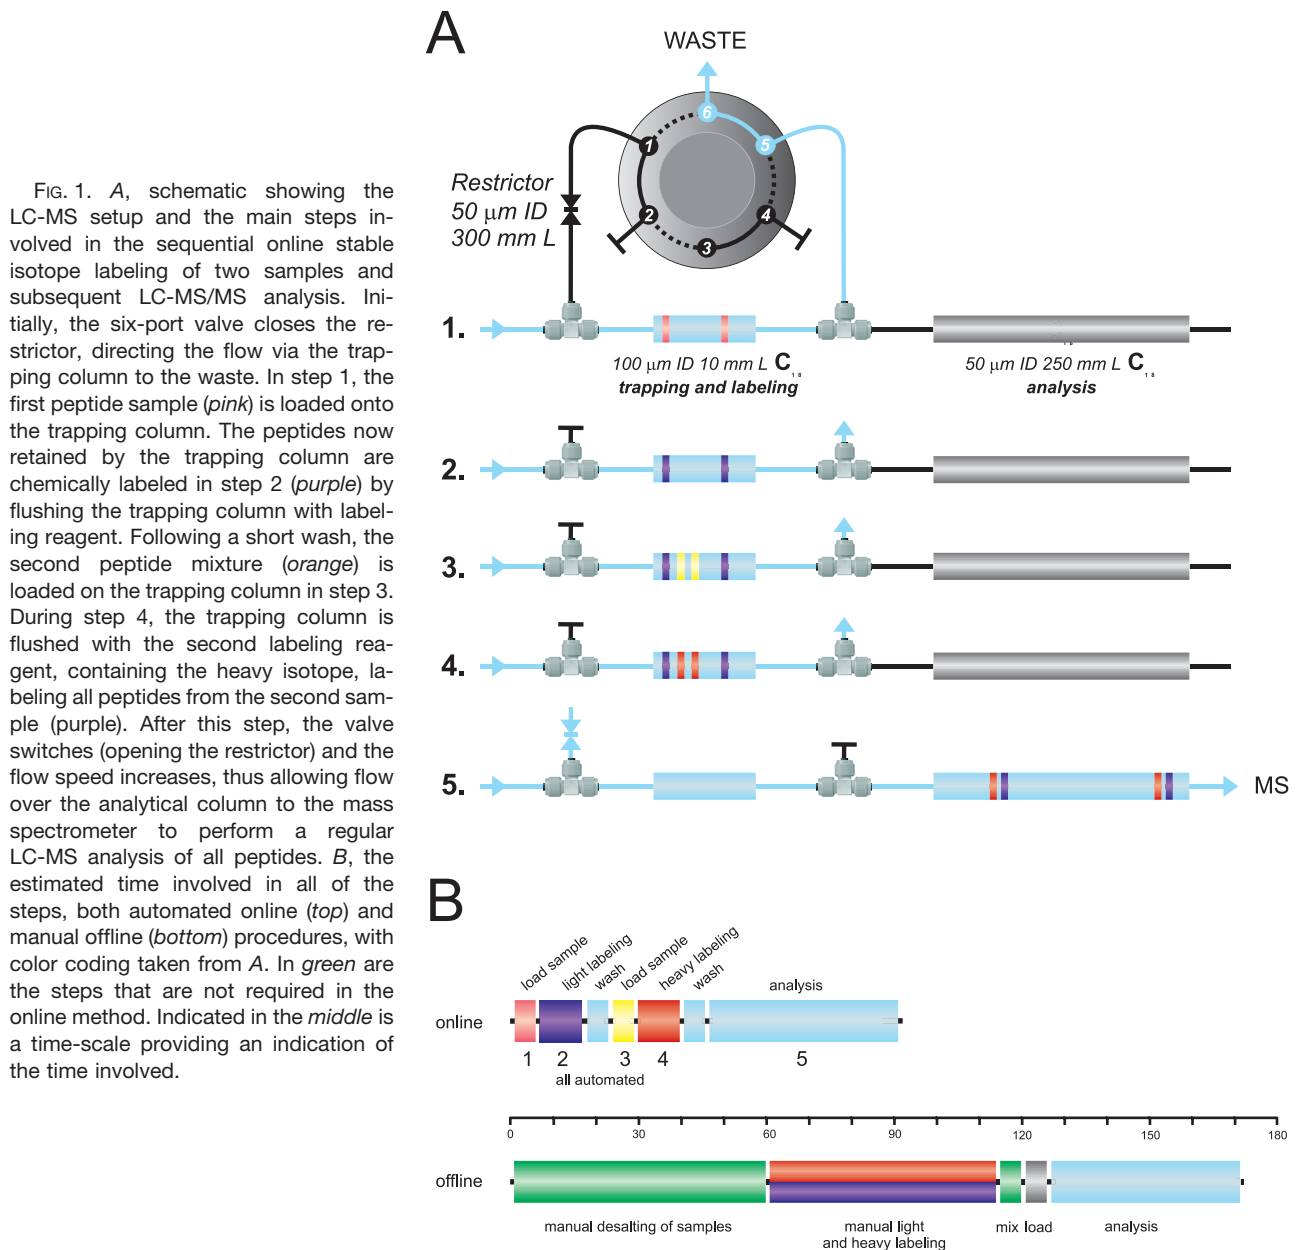 FIG. 1. A, schematic showing the
LC-MS setup and the main steps in-
volved in the sequential online stable
isotope labeling of two samples and
subsequent LC-MS/MS analysis. Ini-
tially, the six-port valve closes the re-
strictor, directing the flow via the trap-
ping column to the waste. In step 1, the
first peptide sample (pink) is loaded onto
the trapping column. The peptides now
retained by the trapping column are
chemically labeled in step 2 (purple) by
flushing the trapping column with label-
ing reagent. Following a short wash, the
second peptide mixture (orange) is
loaded on the trapping column in step 3.
During step 4, the trapping column is
flushed with the second labeling rea-
gent, containing the heavy isotope, la-
beling all peptides from the second sam-
ple (purple). After this step, the valve
switches (opening the restrictor) and the
flow speed increases, thus allowing flow
over the analytical column to the mass
spectrometer to perform a regular
LC-MS analysis of all peptides. B, the
estimated time involved in all of the
steps, both automated online (top) and
manual offline (bottom) procedures, with
color coding taken from A. In green are
the steps that are not required in the
online method. Indicated in the middle is
a time-scale providing an indication of
the time involved.
A
WASTE
6
1
5
2
4
3
Restrictor
50 μm ID
300 mm L
1.
100 μm ID 10 mm L C18
trapping and labeling
50 μm ID 250 mm L C18
analysis
2.
3.
4.
5.
MS
B
load sample
light labeling
wash
load sample
heavy labeling
wash
analysis
online
1 2 3 4 5
all automated
0 30 60 90 120 150 180
offline
manual desalting of samples
manual light
and heavy labeling
mix load
analysis